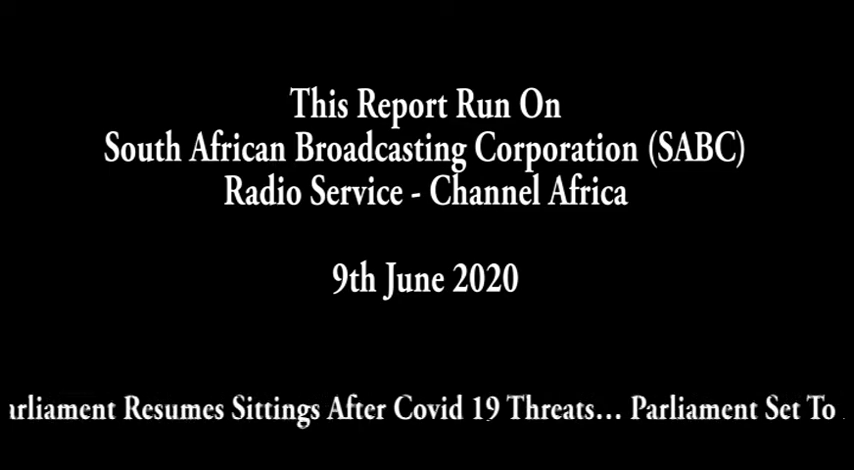 This Report Run On
South African Broadcasting Corporation (SABC)
Radio Service - Channel Africa
9th June 2020
arliament Resumes Sittings After Covid 19 Threats... Parliament Set To